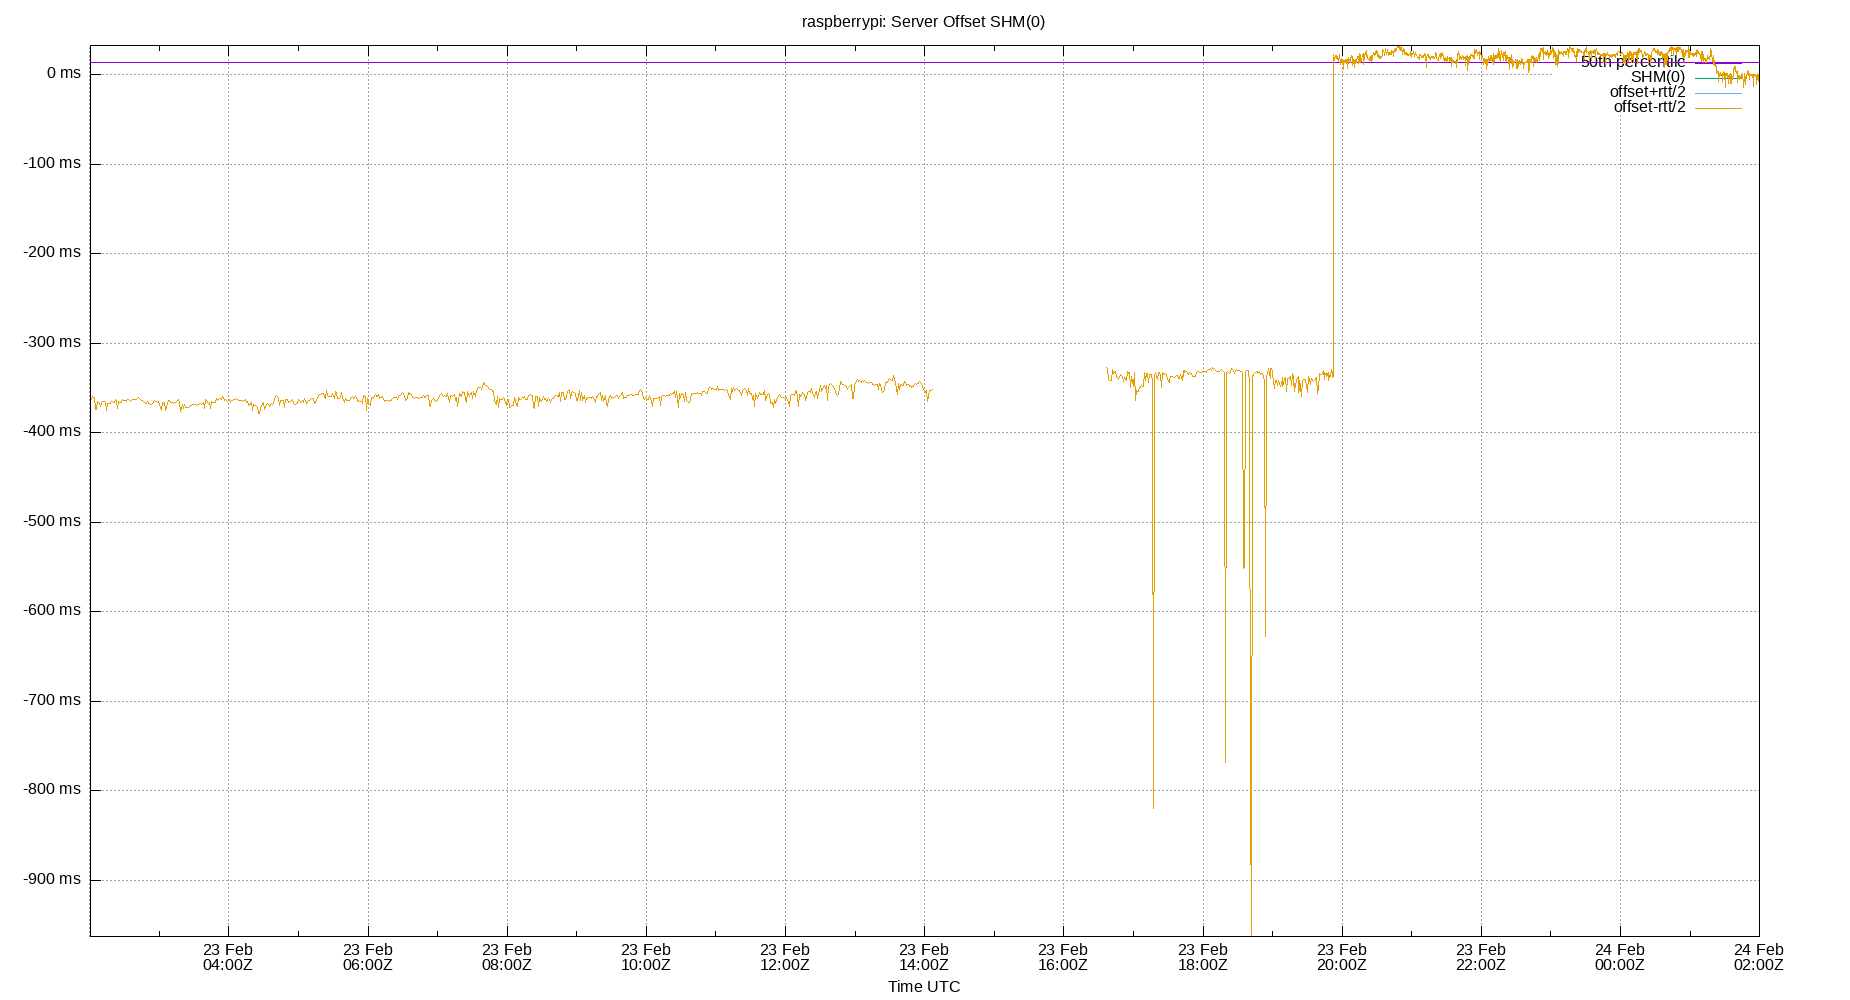 raspberrypi: Server Offset SHM(0)
0 ms
-100 ms
-200 ms
-300 ms
-400 ms
-500 ms
-600 ms
-700 ms
-800 ms
-900 ms
50th percentile
SHM(0)
offset+rtt/2
offset-rtt/2
23 Feb 23 Feb 23 Feb 23 Feb 23 Feb 23 Feb 23 Feb 23 Feb 23 Feb 23 Feb 24 Feb 24 Feb
04:00Z 06:00Z 08:00Z 10:00Z 12:00Z 14:00Z 16:00Z 18:00Z 20:00Z 22:00Z 00:00Z 02:00Z
Time UTC